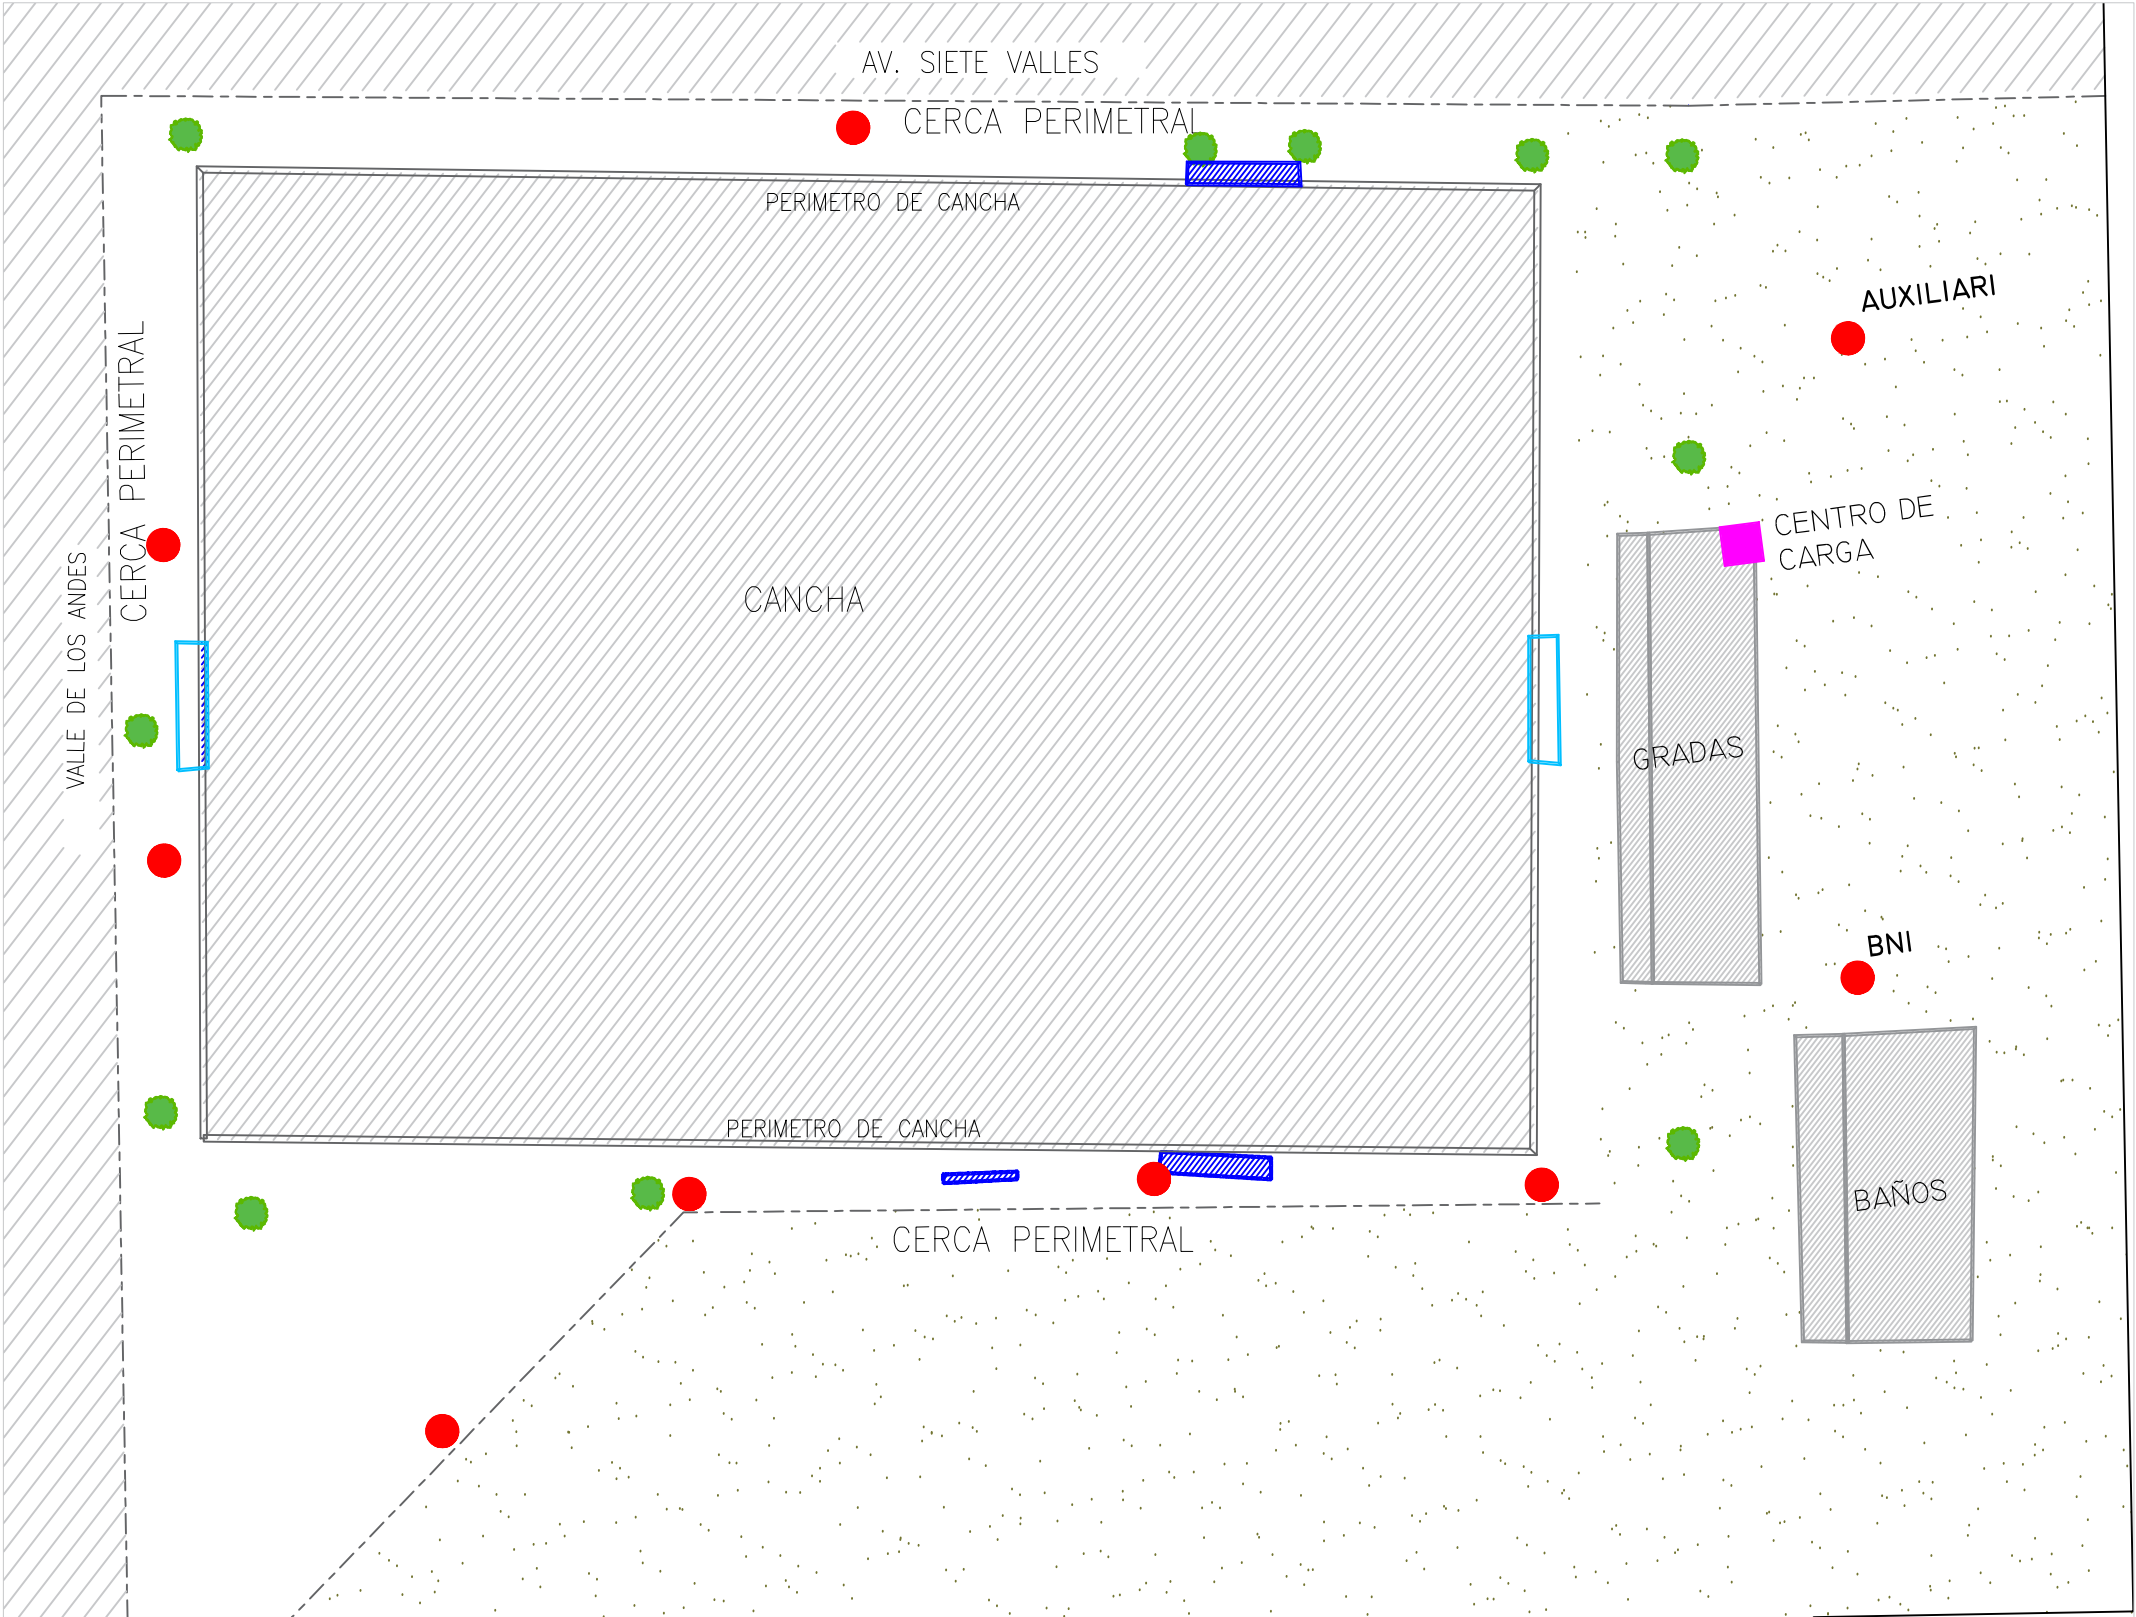 AV. SIETE VALLES
CERCA PERIMETRAL
PERIMETRO DE CANCHA
AUXILIARI
CERCA PERIMETRAL
VALLE DE LOS ANDES
CENTRO DE
CARGA
CANCHA
GRADAS
BNI
PERIMETRO DE CANCHA
BAÑOS
CERCA PERIMETRAL